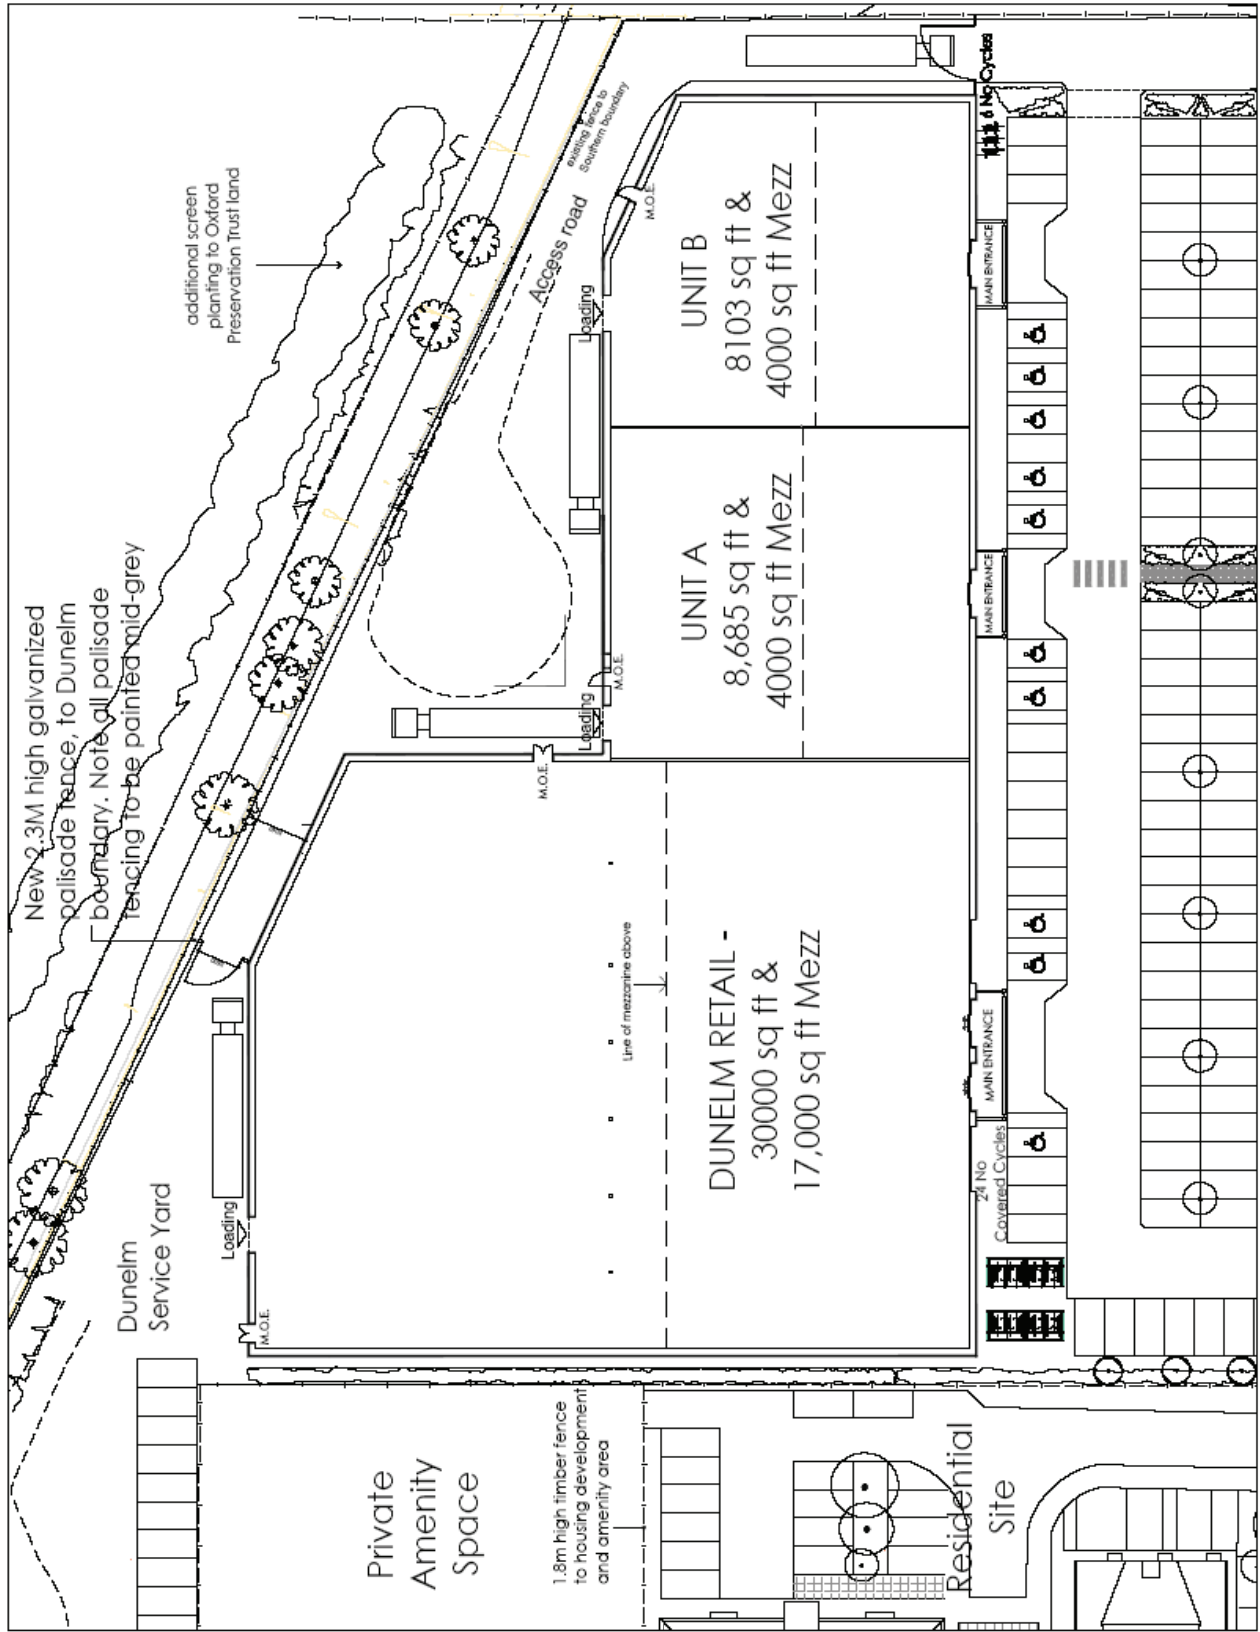 New 2.3M high galvanized
palisade fence, to Dunelm
boundary. Note all palisade
fencing to be painted mid-grey
additional screen
planting to Oxford
Preservation Trust land
existing fence to
Southern boundary
Access road
Dunelm
Service Yard
Loading
M.O.E.
M.O.E.
Loading
M.O.E.
Loading
M.O.E.
Line of mezzanine above
DUNELM RETAIL -
30000 sq ft &
17,000 sq ft Mezz
UNIT A
8,685 sq ft &
4000 sq ft Mezz
UNIT B
8103 sq ft &
4000 sq ft Mezz
MAIN ENTRANCE
MAIN ENTRANCE
MAIN ENTRANCE
24 No
Covered Cycles
6 No Cycles
Private
Amenity
Space
1.8m high timber fence
to housing development
and amenity area
Residential
Site